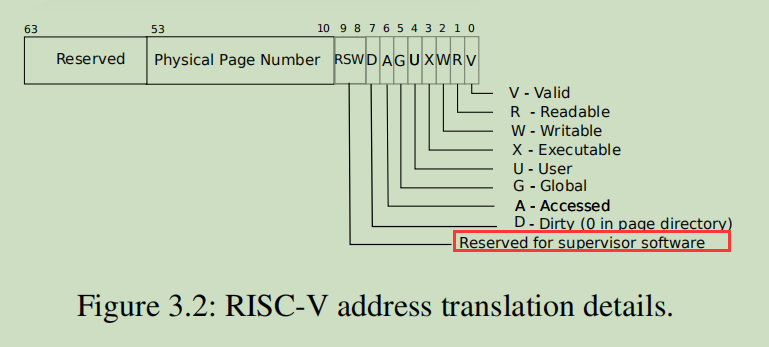 63 53 10 9 8 7 6 5 4 3 2 1 0
Reserved Physical Page Number RSW D A G U X W R V
V - Valid
R - Readable
W - Writable
X - Executable
U - User
G - Global
A - Accessed
D - Dirty (0 in page directory)
Reserved for supervisor software
Figure 3.2: RISC-V address translation details.